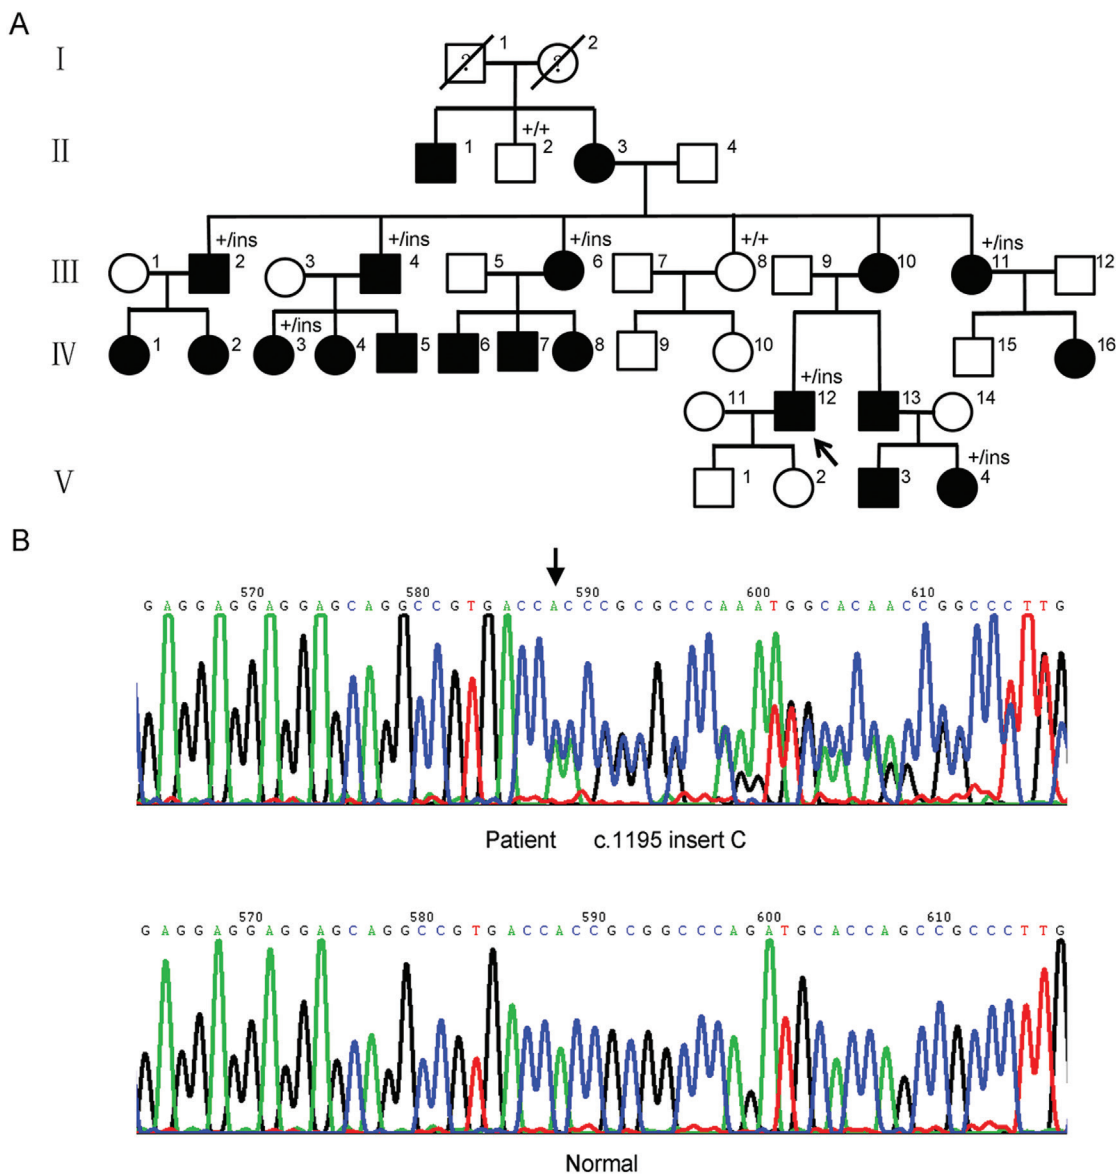 A
I
? 1 ? 2
II
+/+
1 2 3 4
III
+/ins +/ins +/ins +/+ +/ins
1 2 3 4 5 6 7 8 9 10 11 12
IV
+/ins
1 2 3 4 5 6 7 8 9 10 15 16
+/ins
11 12 13 14
V
+/ins
1 2 3 4
B
570 580 590 600 610
GAGGAGGAGGAGCAGGCCGTGACCACCCGCGCCCAAATGGCACAACCGGCCCTTG
Patient c.1195 insert C
570 580 590 600 610
GAGGAGGAGGAGCAGGCCGTGACCACCGCGGCCCAGATGCACCAGCCGCCCTTG
Normal